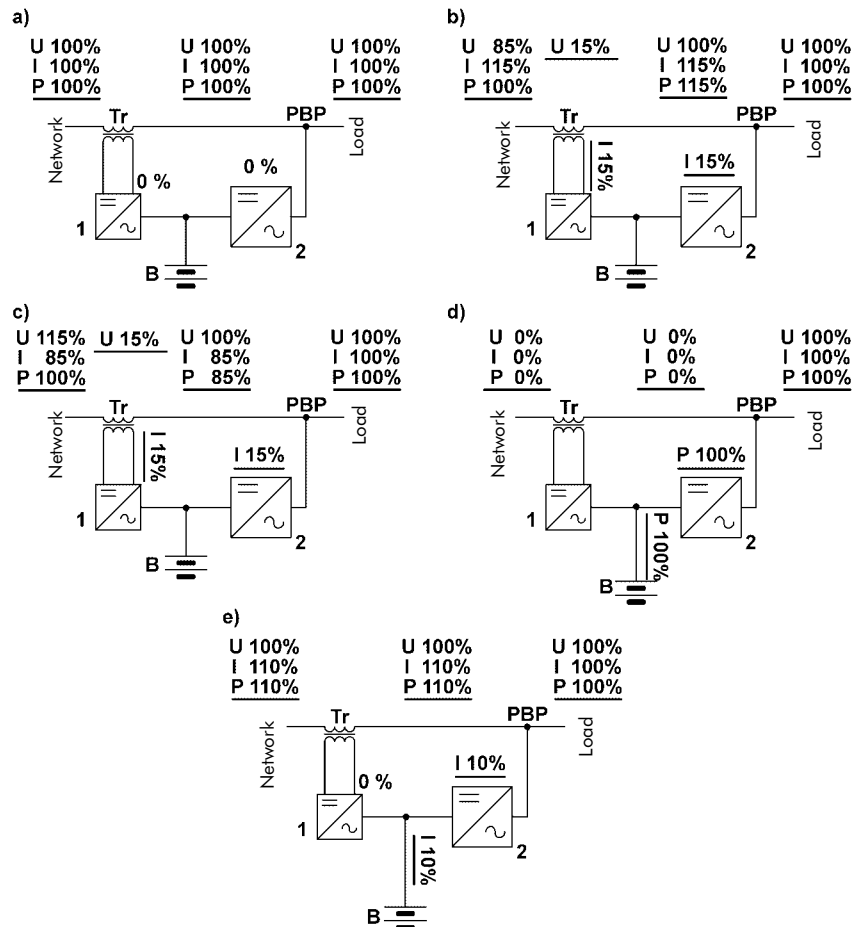 a)
U 100%
I 100%
P 100%
U 100%
I 100%
P 100%
U 100%
I 100%
P 100%
Tr
PBP
Network
Load
0 %
0 %
1
2
B
b)
U 85%
I 115%
P 100%
U 15%
U 100%
I 115%
P 115%
U 100%
I 100%
P 100%
Tr
PBP
Network
Load
I 15%
I 15%
1
2
B
c)
U 115%
I 85%
P 100%
U 15%
U 100%
I 85%
P 85%
U 100%
I 100%
P 100%
Tr
PBP
Network
Load
I 15%
I 15%
1
2
B
d)
U 0%
I 0%
P 0%
U 0%
I 0%
P 0%
U 100%
I 100%
P 100%
Tr
PBP
Network
Load
P 100%
1
2
P 100%
B
e)
U 100%
I 110%
P 110%
U 100%
I 110%
P 110%
U 100%
I 100%
P 100%
Tr
PBP
Network
Load
0 %
I 10%
1
2
I 10%
B